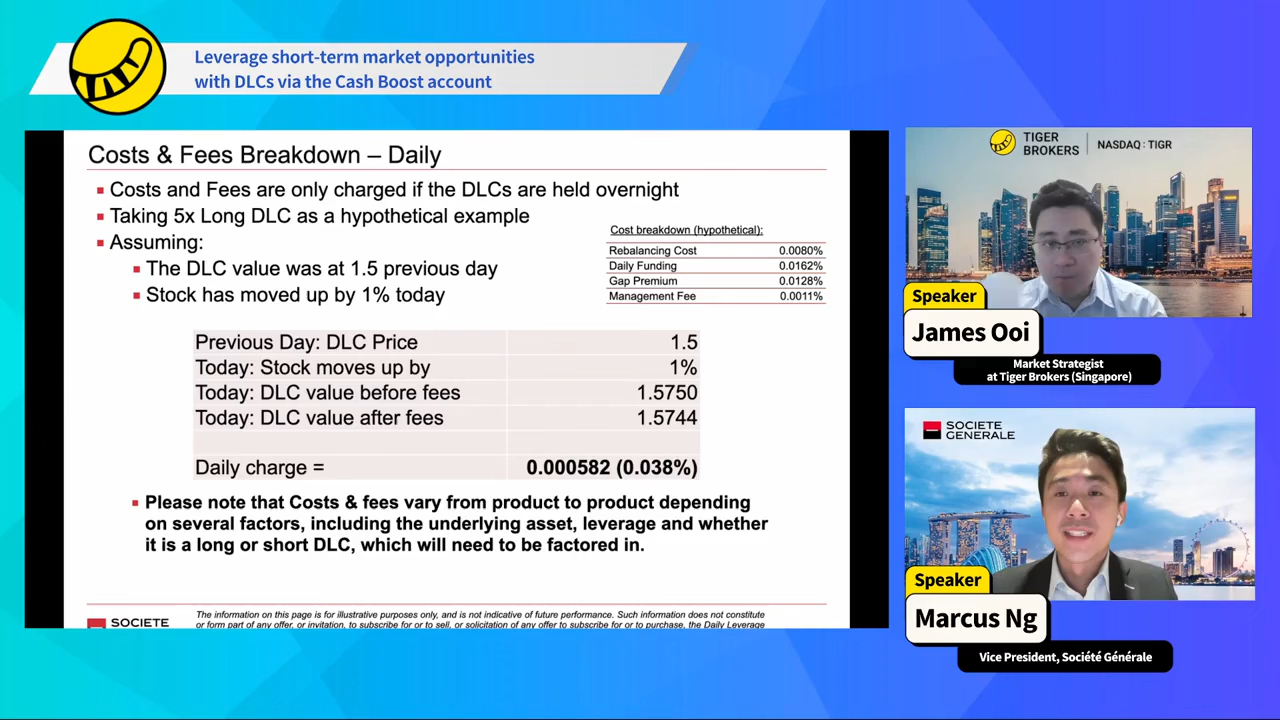 Leverage short-term market opportunities
with DLCs via the Cash Boost account
Costs & Fees Breakdown – Daily
▪ Costs and Fees are only charged if the DLCs are held overnight
▪ Taking 5x Long DLC as a hypothetical example
▪ Assuming:
▪ The DLC value was at 1.5 previous day
▪ Stock has moved up by 1% today
Cost breakdown (hypothetical):
Rebalancing Cost 0.0080%
Daily Funding 0.0162%
Gap Premium 0.0128%
Management Fee 0.0011%
Previous Day: DLC Price 1.5
Today: Stock moves up by 1%
Today: DLC value before fees 1.5750
Today: DLC value after fees 1.5744
Daily charge = 0.000582 (0.038%)
▪ Please note that Costs & fees vary from product to product depending
on several factors, including the underlying asset, leverage and whether
it is a long or short DLC, which will need to be factored in.
SOCIETE
The information on this page is for illustrative purposes only, and is not indicative of future performance. Such information does not constitute
or form part of any offer, or invitation, to subscribe for or to sell, or solicitation of any offer to subscribe for or to purchase, the Daily Leverage
TIGER
BROKERS
NASDAQ : TIGR
Speaker
James Ooi
Market Strategist
at Tiger Brokers (Singapore)
SOCIETE
GENERALE
Speaker
Marcus Ng
Vice President, Société Générale